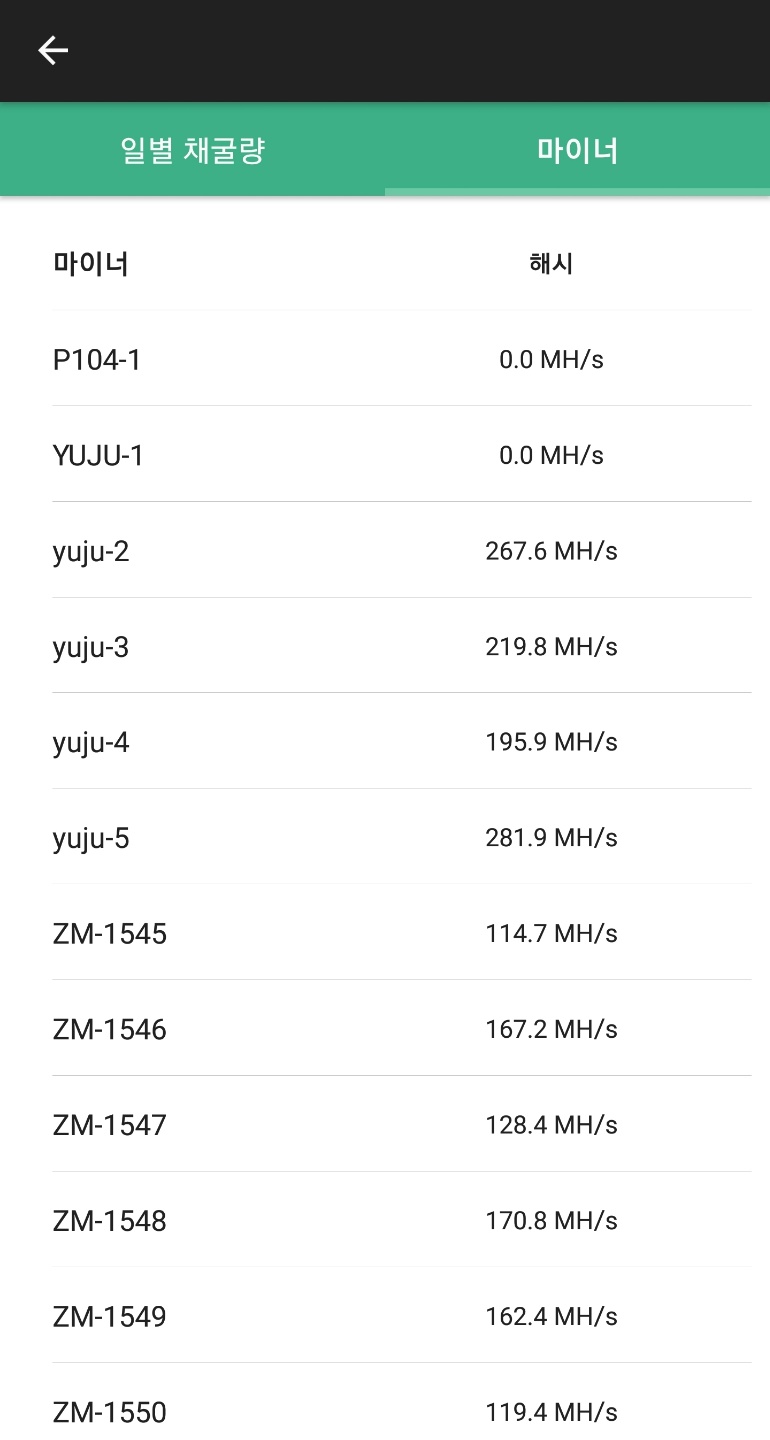 일별 채굴량 마이너
마이너 해시
P104-1 0.0 MH/s
YUJU-1 0.0 MH/s
yuju-2 267.6 MH/s
yuju-3 219.8 MH/s
yuju-4 195.9 MH/s
yuju-5 281.9 MH/s
ZM-1545 114.7 MH/s
ZM-1546 167.2 MH/s
ZM-1547 128.4 MH/s
ZM-1548 170.8 MH/s
ZM-1549 162.4 MH/s
ZM-1550 119.4 MH/s